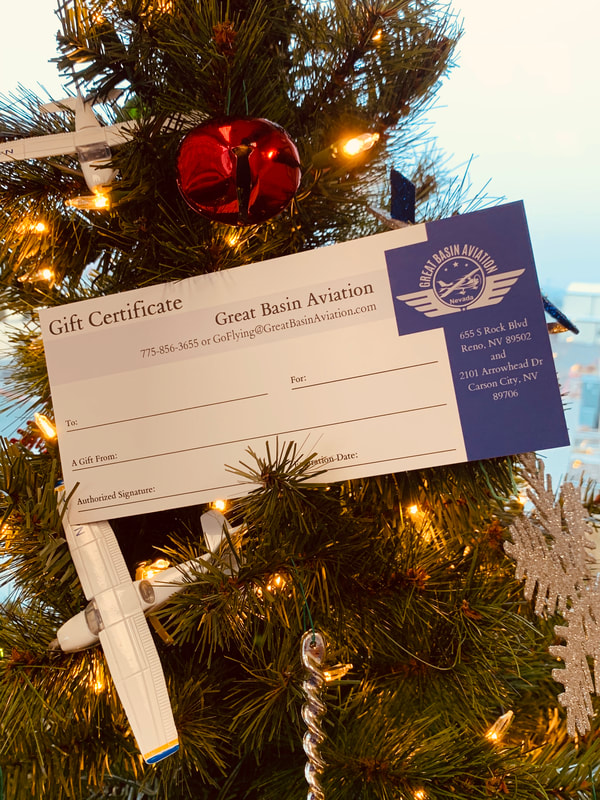 Gift Certificate
Great Basin Aviation
775-856-3655 or GoFlying@GreatBasinAviation.com
To:
For:
A Gift From:
Authorized Signature:
Date:
GREAT BASIN AVIATION
Nevada
655 S Rock Blvd
Reno, NV 89502
and
2101 Arrowhead Dr
Carson City, NV
89706
N
N